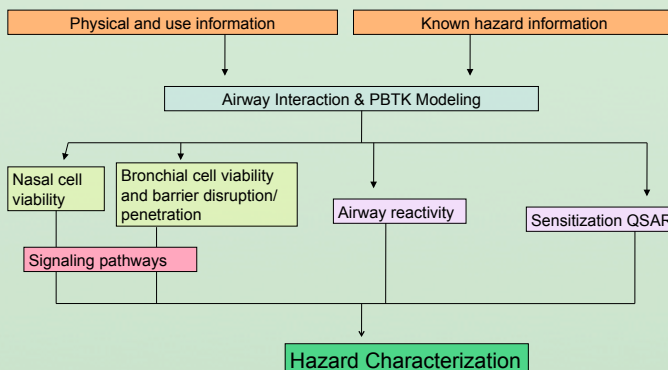 Physical and use information
Known hazard information
Airway Interaction & PBTK Modeling
Nasal cell
viability
Bronchial cell viability
and barrier disruption/
penetration
Airway reactivity
Sensitization QSAR
Signaling pathways
Hazard Characterization